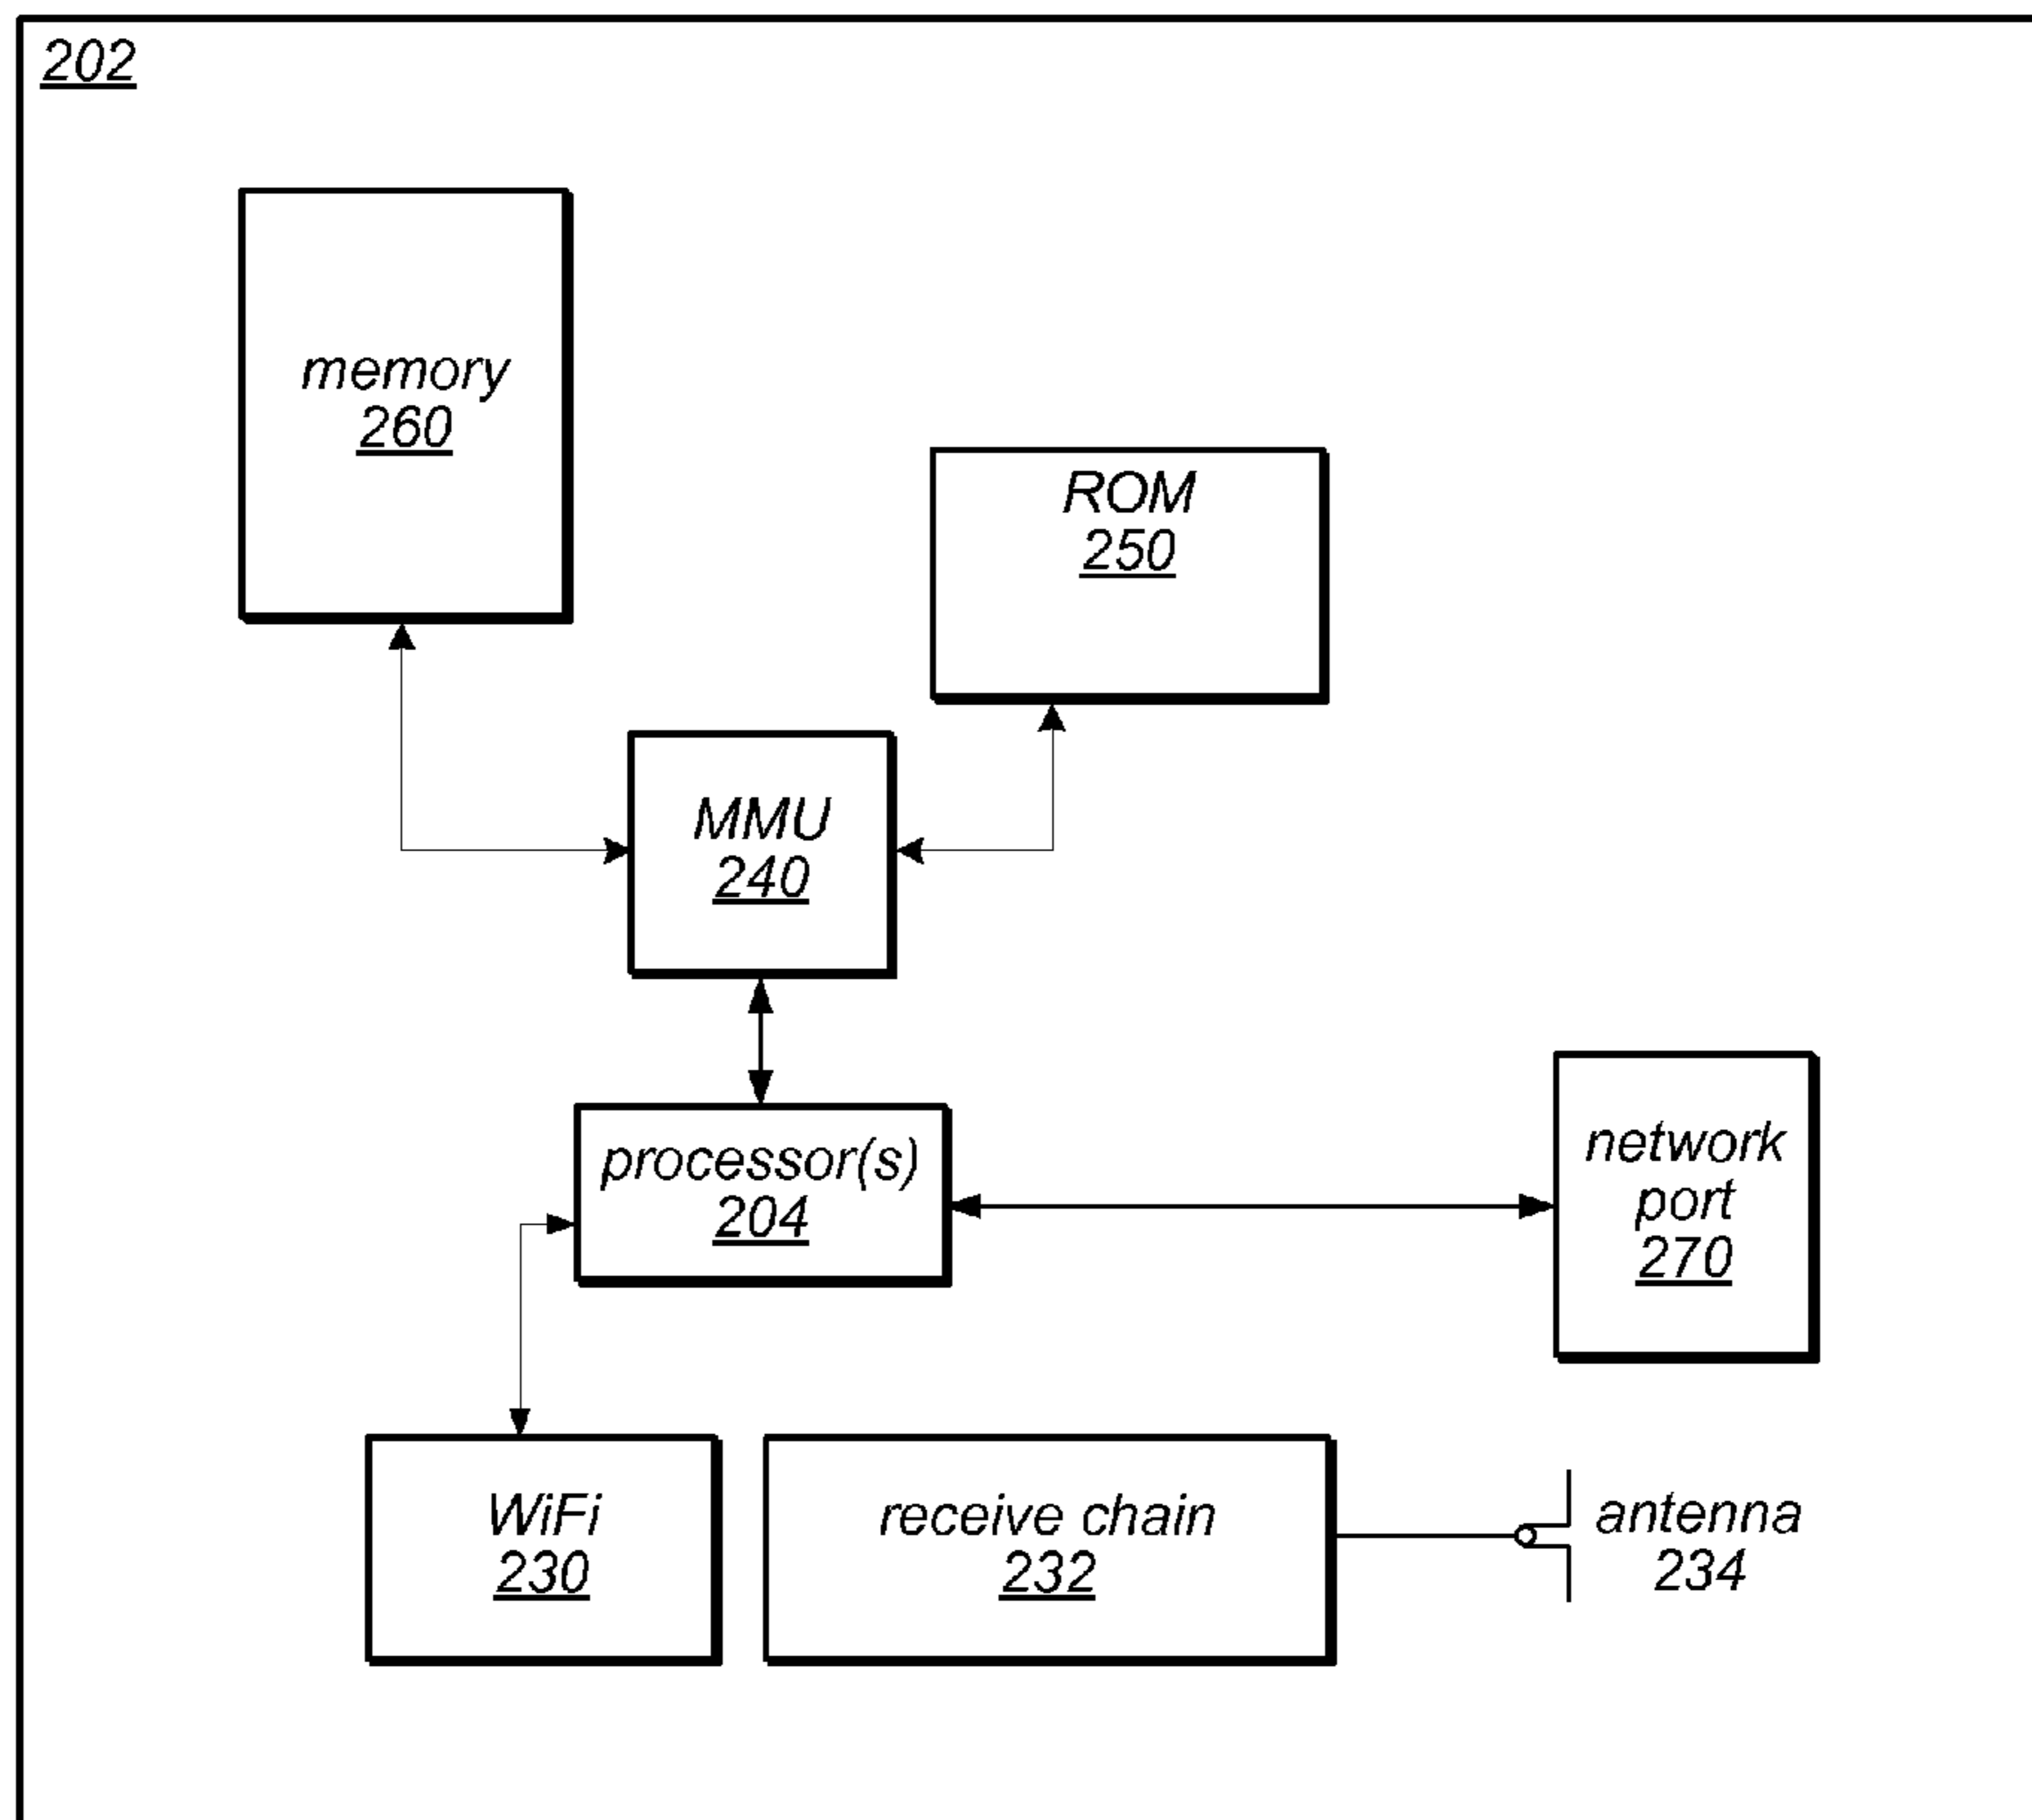 202
memory
260
ROM
250
MMU
240
processor(s)
204
network
port
270
WiFi
230
receive chain
232
antenna
234